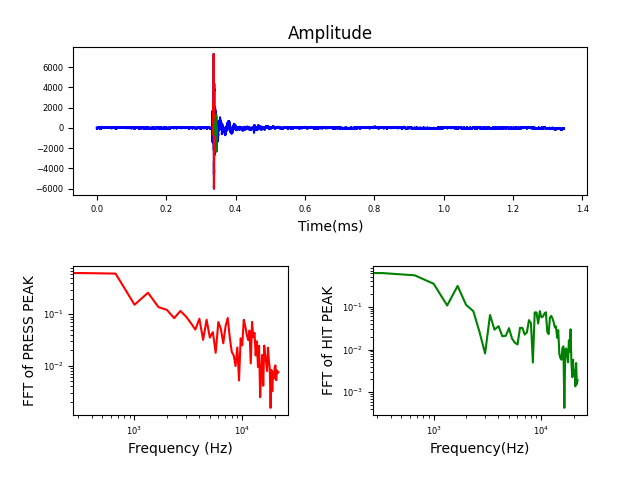 Amplitude
6000
4000
2000
0
−2000
−4000
−6000
0.0 0.2 0.4 0.6 0.8 1.0 1.2 1.4
Time(ms)
FFT of PRESS PEAK
10⁻¹
10⁻²
10³ 10⁴
Frequency (Hz)
FFT of HIT PEAK
10⁻¹
10⁻²
10⁻³
10³ 10⁴
Frequency(Hz)